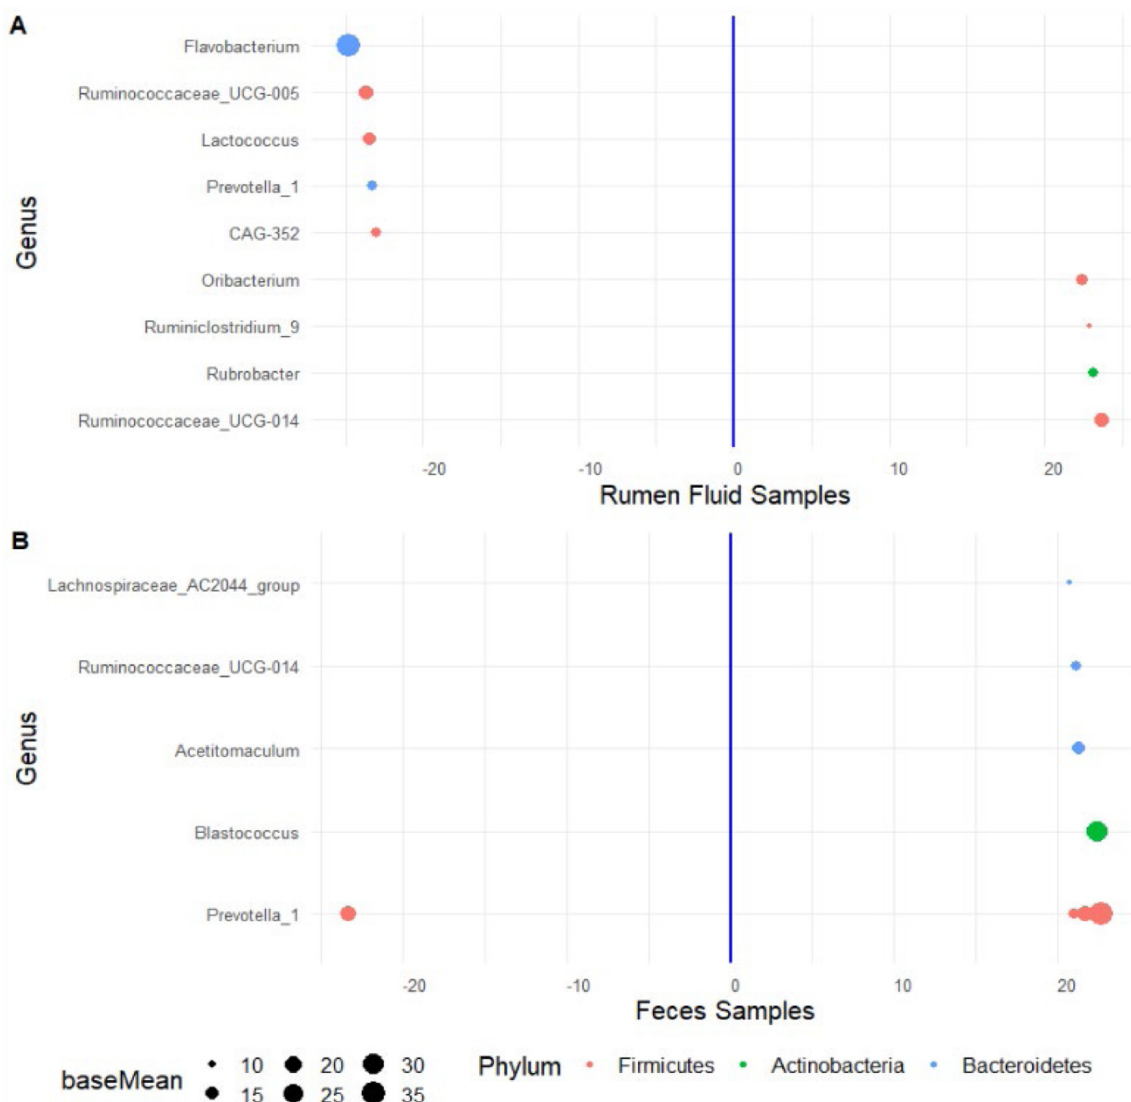 A
Flavobacterium
Ruminococcaceae_UCG-005
Lactococcus
Prevotella_1
CAG-352
Oribacterium
Ruminiclostridium_9
Rubrobacter
Ruminococcaceae_UCG-014
Genus
-20 -10 0 10 20
Rumen Fluid Samples
B
Lachnospiraceae_AC2044_group
Ruminococcaceae_UCG-014
Acetitomaculum
Blastococcus
Prevotella_1
Genus
-20 -10 0 10 20
Feces Samples
baseMean 10 20 30
15 25 35
Phylum Firmicutes Actinobacteria Bacteroidetes